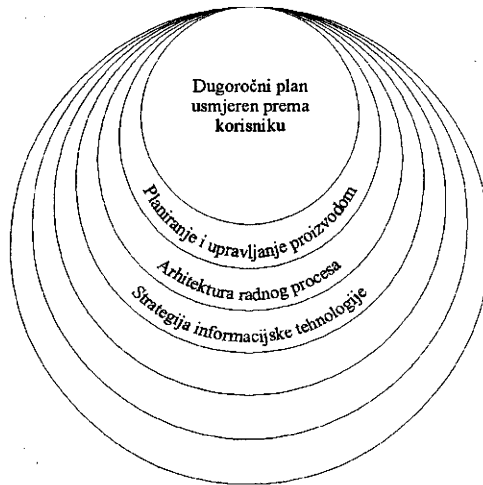 Dugoročni plan
usmjeren prema
korisniku
Planiranje i upravljanje proizvodom
Arhitektura radnog procesa
Strategija informacijske tehnologije